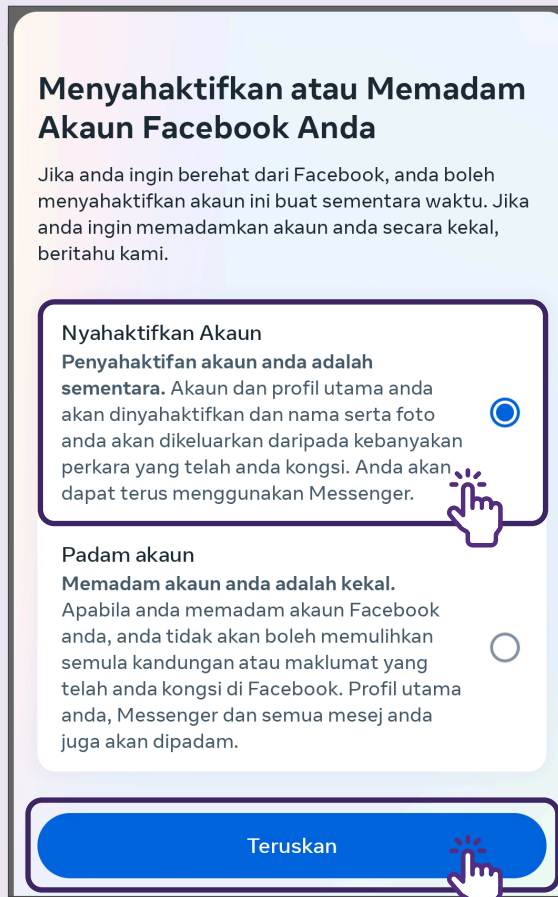 Menyahaktifkan atau Memadam
Akaun Facebook Anda
Jika anda ingin berehat dari Facebook, anda boleh
menyahaktifkan akaun ini buat sementara waktu. Jika
anda ingin memadamkan akaun anda secara kekal,
beritahu kami.
Nyahaktifkan Akaun
Penyahaktifan akaun anda adalah
sementara. Akaun dan profil utama anda
akan dinyahaktifkan dan nama serta foto
anda akan dikeluarkan daripada kebanyakan
perkara yang telah anda kongsi. Anda akan
dapat terus menggunakan Messenger.
Padam akaun
Memadam akaun anda adalah kekal.
Apabila anda memadam akaun Facebook
anda, anda tidak akan boleh memulihkan
semula kandungan atau maklumat yang
telah anda kongsi di Facebook. Profil utama
anda, Messenger dan semua mesej anda
juga akan dipadam.
Teruskan